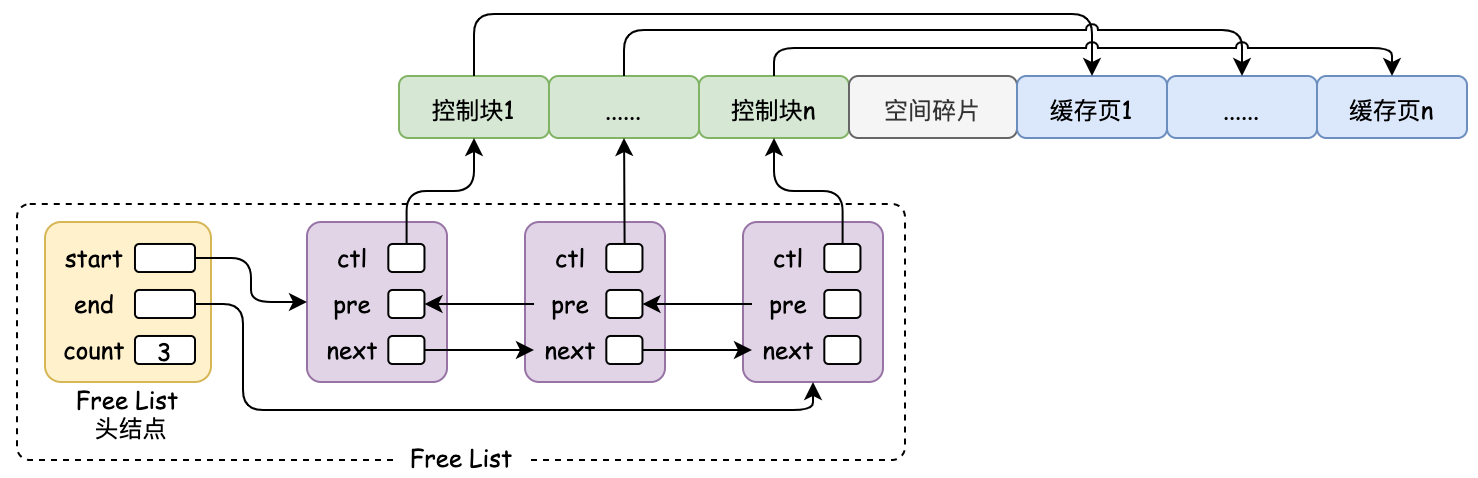 控制块1
......
控制块n
空间碎片
缓存页1
......
缓存页n
start
end
count 3
Free List
头结点
ctl
pre
next
ctl
pre
next
ctl
pre
next
Free List